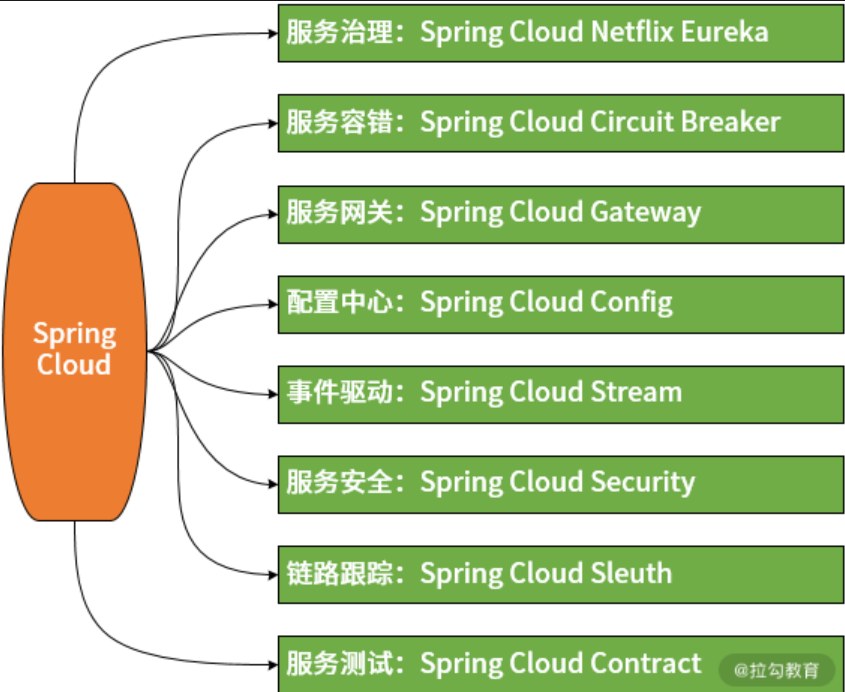 服务治理：Spring Cloud Netflix Eureka
服务容错：Spring Cloud Circuit Breaker
服务网关：Spring Cloud Gateway
配置中心：Spring Cloud Config
Spring
Cloud
事件驱动：Spring Cloud Stream
服务安全：Spring Cloud Security
链路跟踪：Spring Cloud Sleuth
服务测试：Spring Cloud Contract
@拉勾教育